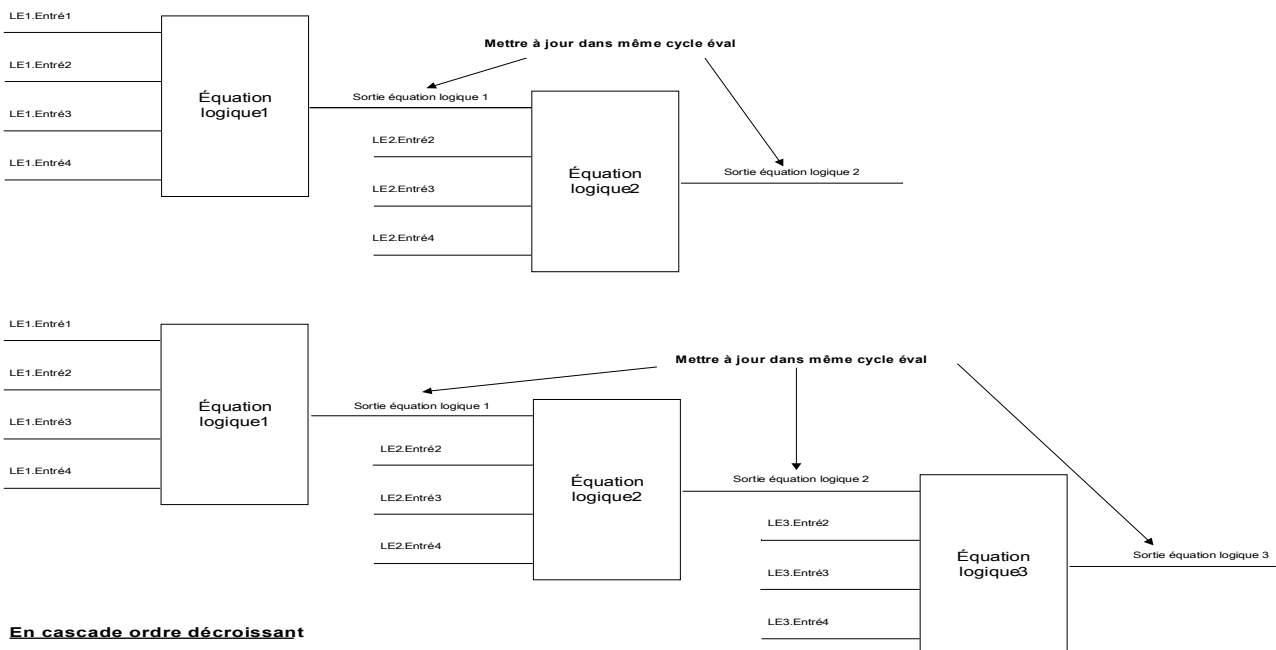 LE1.Entré1
LE1.Entré2
LE1.Entré3
LE1.Entré4
Équation
logique1
Mettre à jour dans même cycle éval
Sortie équation logique 1
LE2.Entré2
LE2.Entré3
LE2.Entré4
Équation
logique2
Sortie équation logique 2
LE1.Entré1
LE1.Entré2
LE1.Entré3
LE1.Entré4
Équation
logique1
Mettre à jour dans même cycle éval
Sortie équation logique 1
LE2.Entré2
LE2.Entré3
LE2.Entré4
Équation
logique2
Sortie équation logique 2
LE3.Entré2
LE3.Entré3
LE3.Entré4
Équation
logique3
Sortie équation logique 3
En cascade ordre décroissant